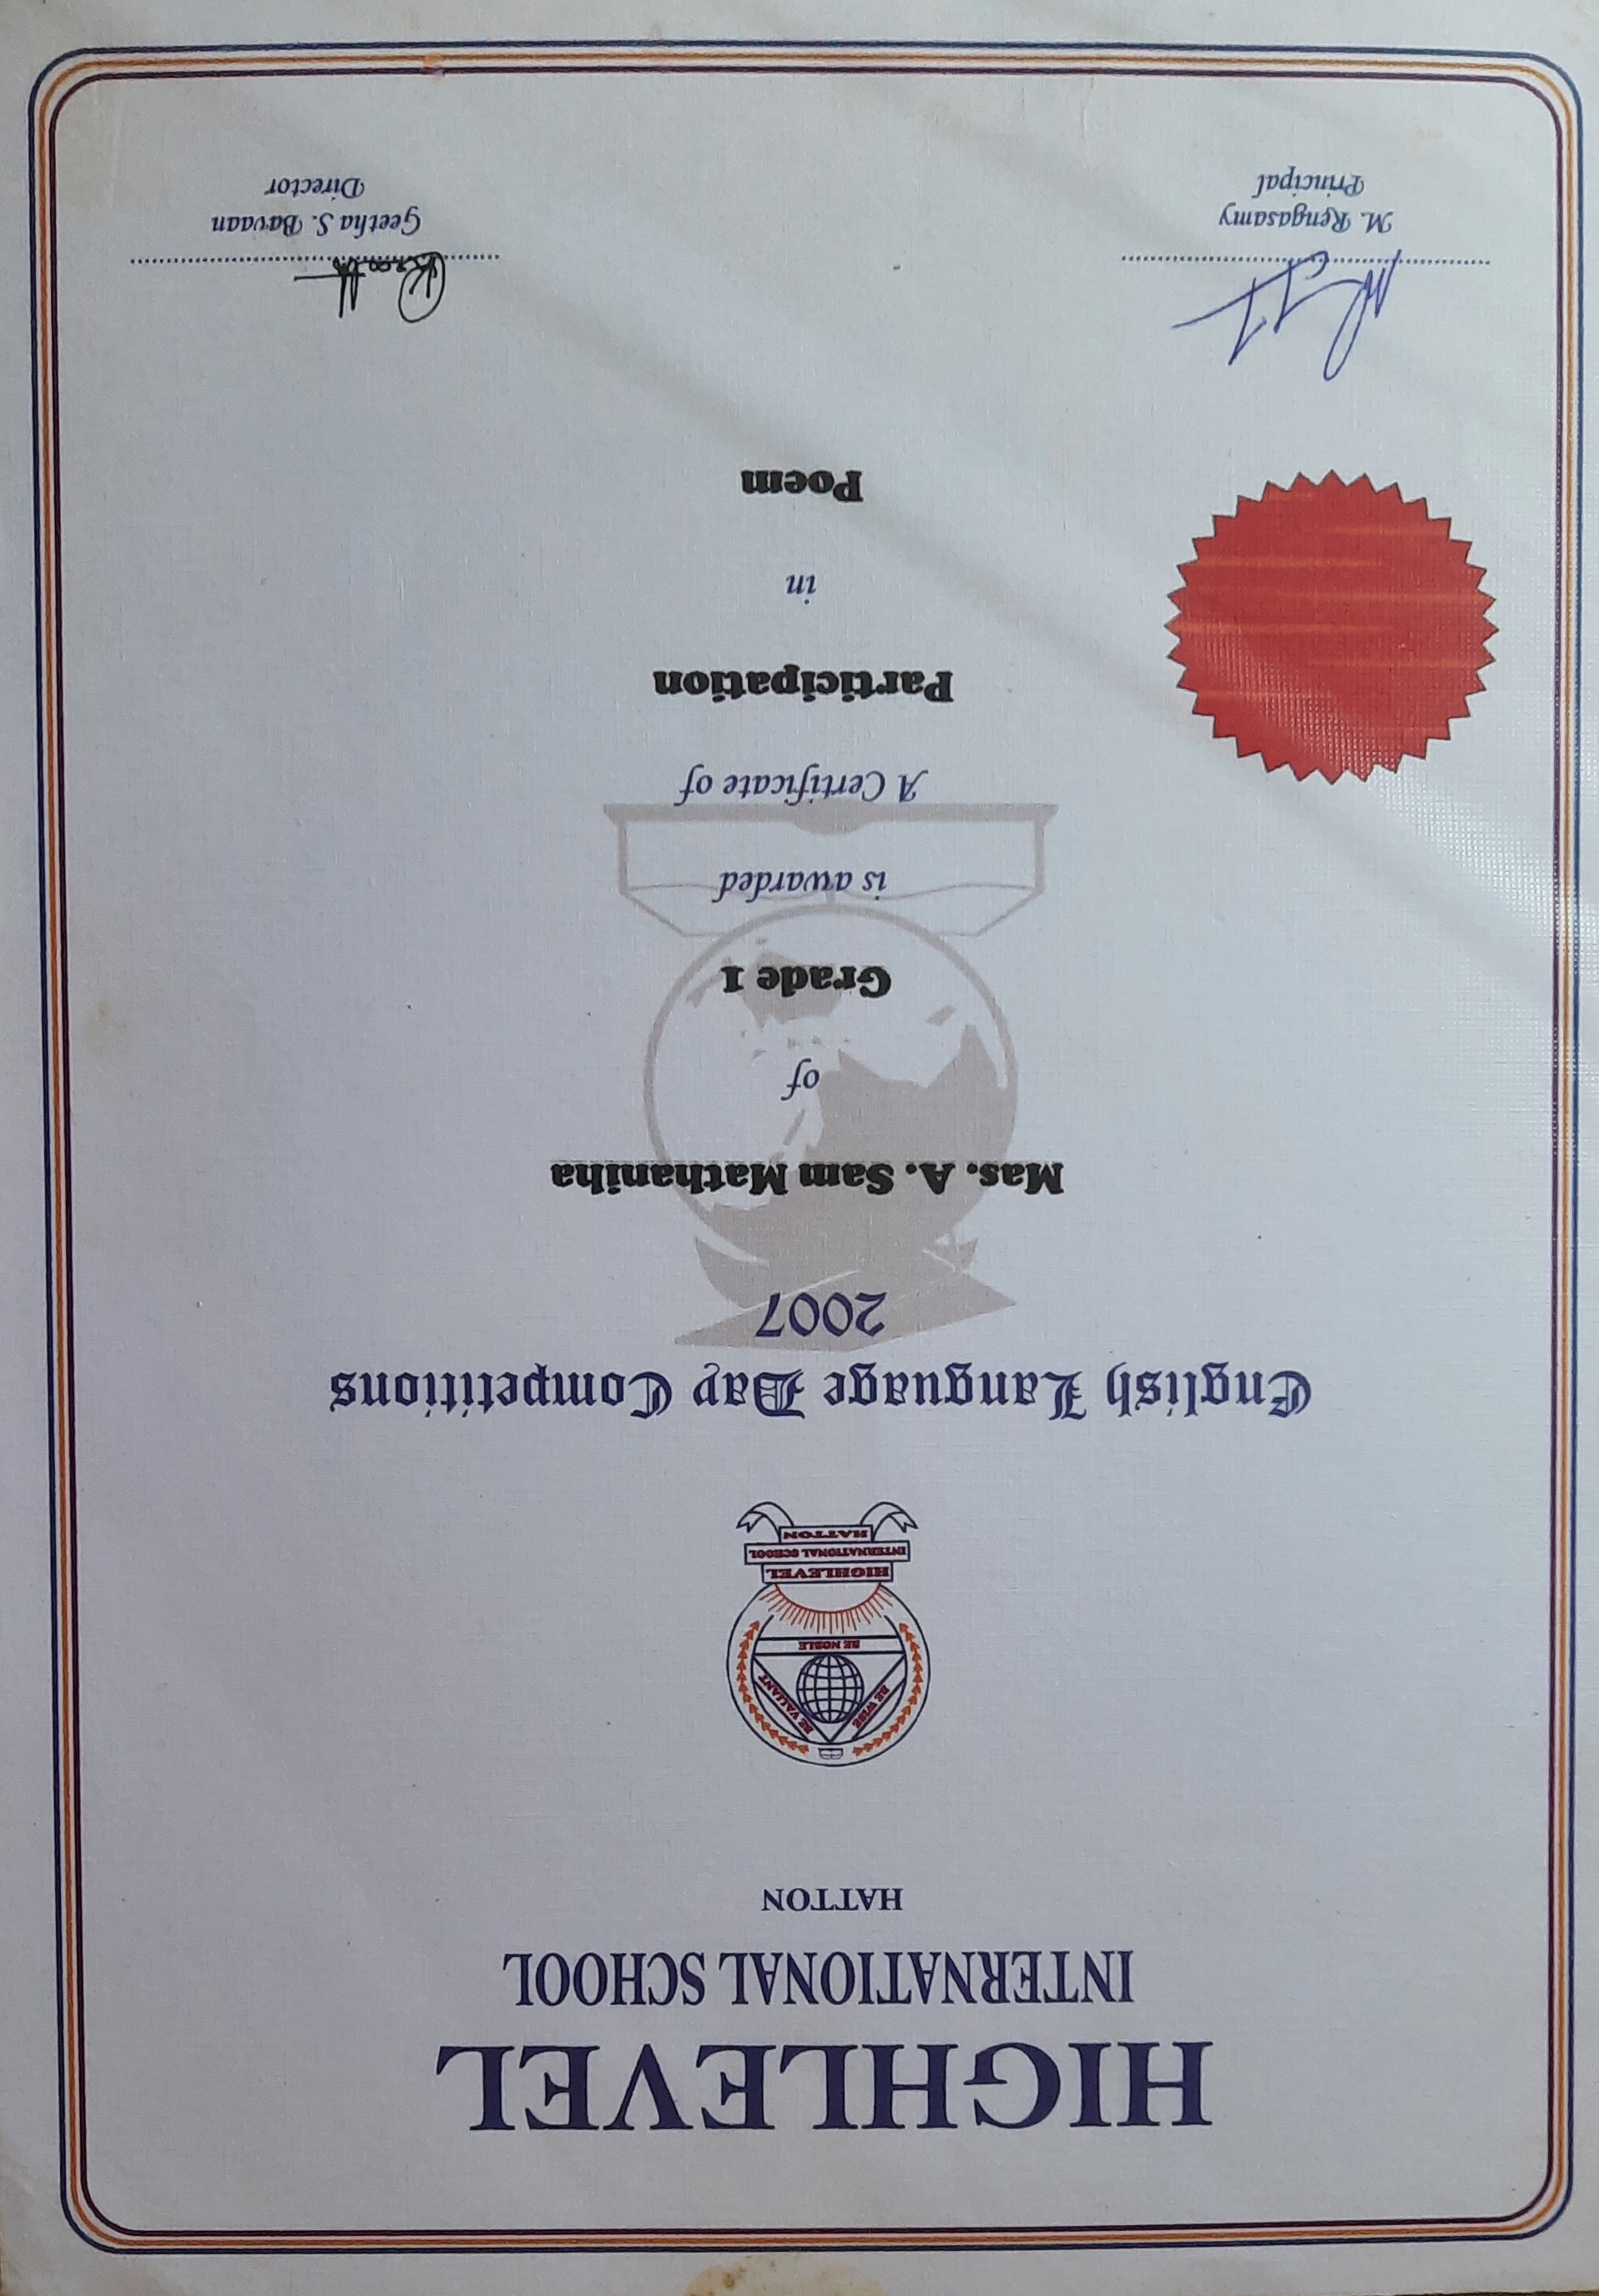 HIGHLEVEL
INTERNATIONAL SCHOOL
HATTON
BE WISE
BE VALIANT
BE NOBLE
HIGHLEVEL
INTERNATIONAL SCHOOL
HATTON
English Language Day Competitions
2007
Mas. A. Sam Mathaniha
of
Grade 1
is awarded
A Certificate of
Participation
in
Poem
M. Rengasamy
Principal
Geetha S. Bavaan
Director